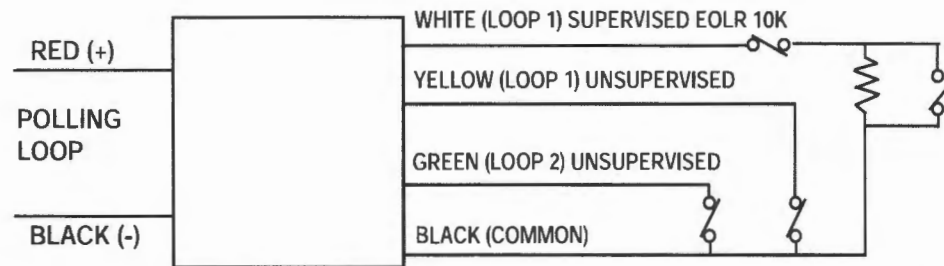 RED (+)
POLLING
LOOP
BLACK (-)
WHITE (LOOP 1) SUPERVISED EOLR 10K
YELLOW (LOOP 1) UNSUPERVISED
GREEN (LOOP 2) UNSUPERVISED
BLACK (COMMON)